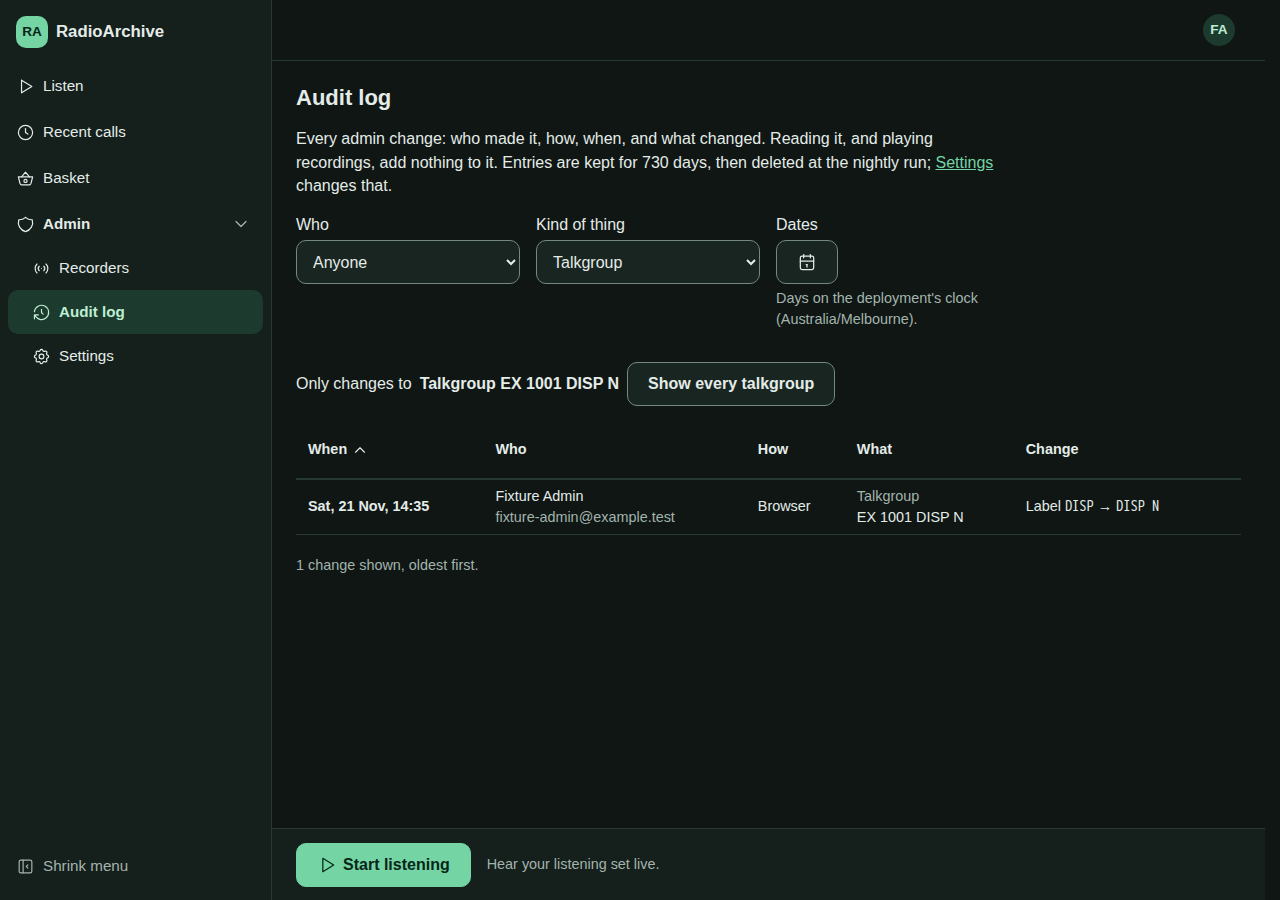 RA RadioArchive
FA
Listen
Recent calls
Basket
Admin
Recorders
Audit log
Settings
Shrink menu
Audit log
Every admin change: who made it, how, when, and what changed. Reading it, and playing
recordings, add nothing to it. Entries are kept for 730 days, then deleted at the nightly run; Settings
changes that.
Who
Kind of thing
Dates
Anyone
Talkgroup
Days on the deployment's clock
(Australia/Melbourne).
Only changes to Talkgroup EX 1001 DISP N Show every talkgroup
When Who How What Change
Sat, 21 Nov, 14:35
Fixture Admin
fixture-admin@example.test
Browser
Talkgroup
EX 1001 DISP N
Label DISP → DISP N
1 change shown, oldest first.
Start listening Hear your listening set live.